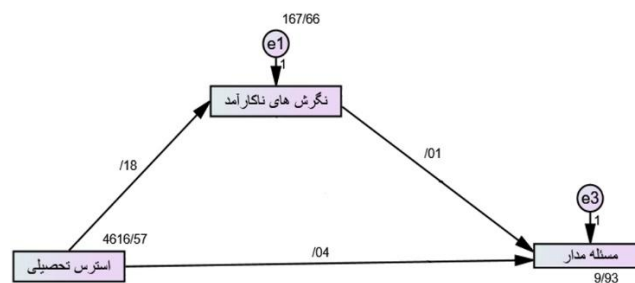 167/66
e1
1
نگرش های ناکارآمد
/18
/01
e3
1
4616/57
استرس تحصیلی
/04
مسئله مدار
9/93